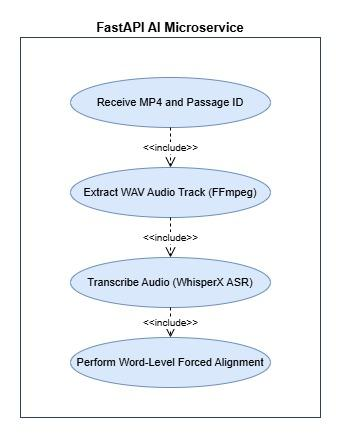 FastAPI AI Microservice
Receive MP4 and Passage ID
<<include>>
Extract WAV Audio Track (FFmpeg)
<<include>>
Transcribe Audio (WhisperX ASR)
<<include>>
Perform Word-Level Forced Alignment